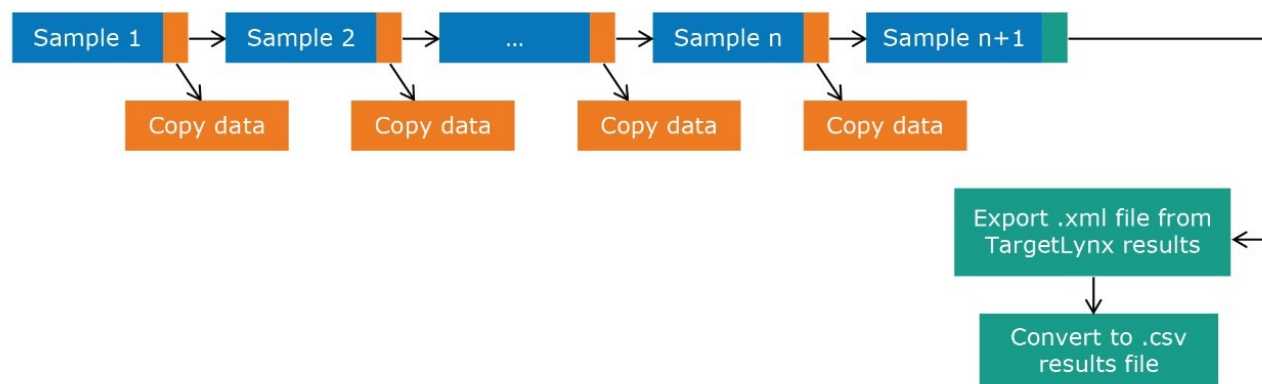 Sample 1
Sample 2
...
Sample n
Sample n+1
Copy data
Copy data
Copy data
Copy data
Export .xml file from
TargetLynx results
Convert to .csv
results file